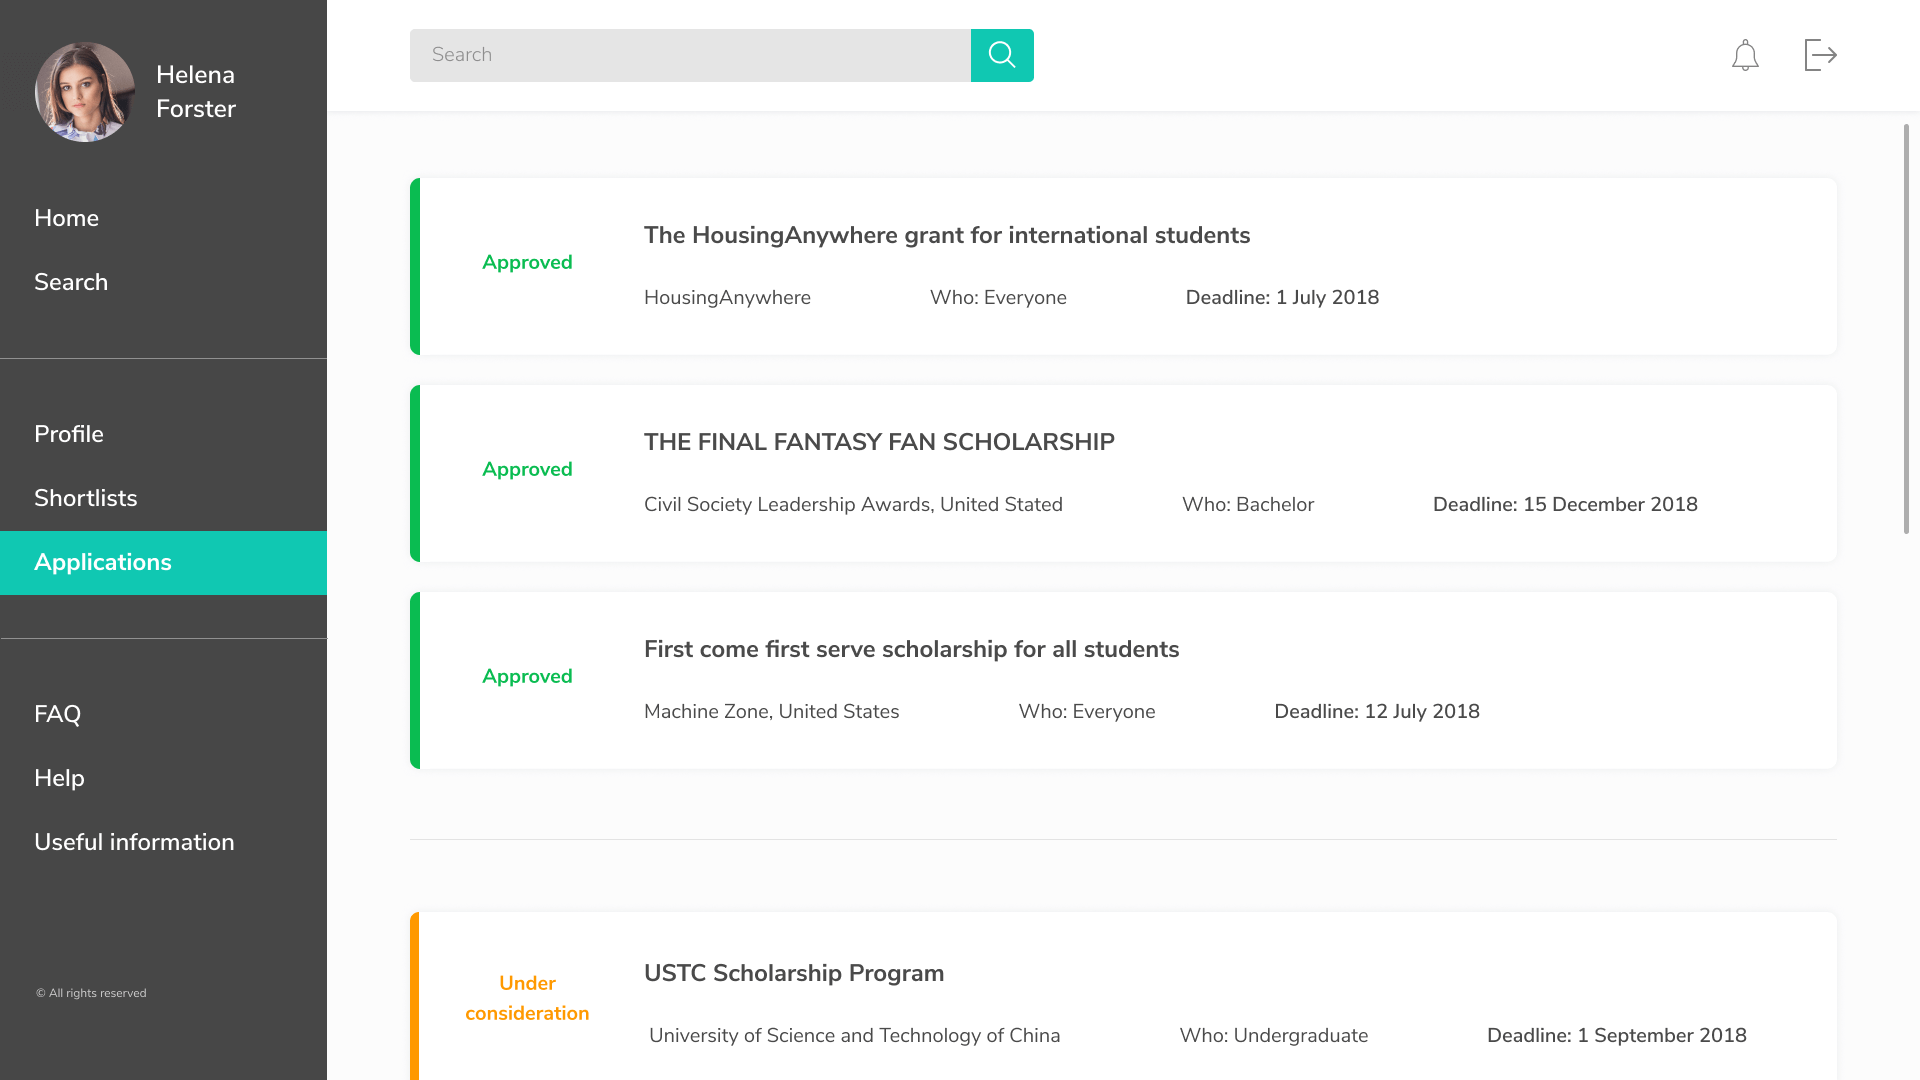 Helena
Forster
Home
Search
Profile
Shortlists
Applications
FAQ
Help
Useful information
© All rights reserved
Search
Approved
The HousingAnywhere grant for international students
HousingAnywhere Who: Everyone Deadline: 1 July 2018
Approved
THE FINAL FANTASY FAN SCHOLARSHIP
Civil Society Leadership Awards, United Stated Who: Bachelor Deadline: 15 December 2018
Approved
First come first serve scholarship for all students
Machine Zone, United States Who: Everyone Deadline: 12 July 2018
Under
consideration
USTC Scholarship Program
University of Science and Technology of China Who: Undergraduate Deadline: 1 September 2018